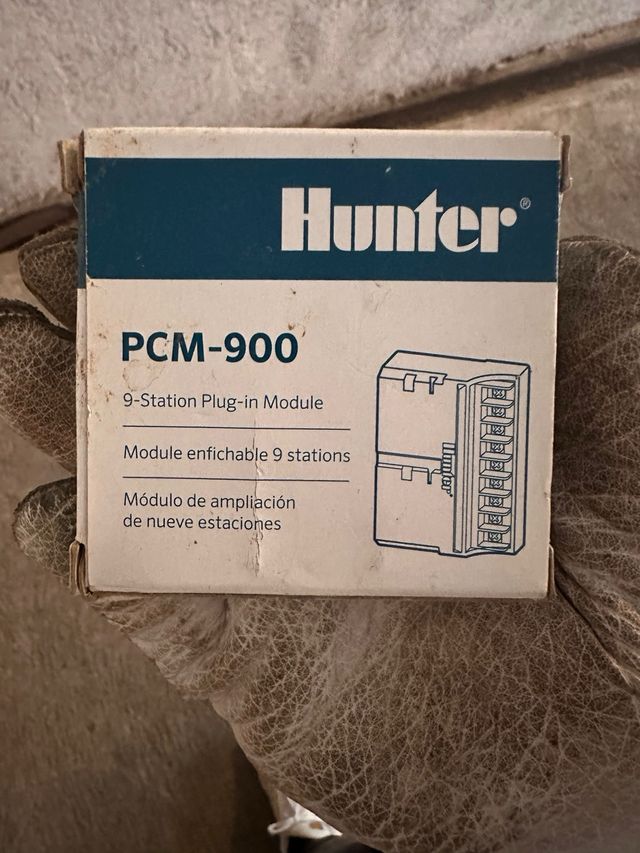 Hunter®
PCM-900
9-Station Plug-in Module
Module enfichable 9 stations
Módulo de ampliación
de nueve estaciones